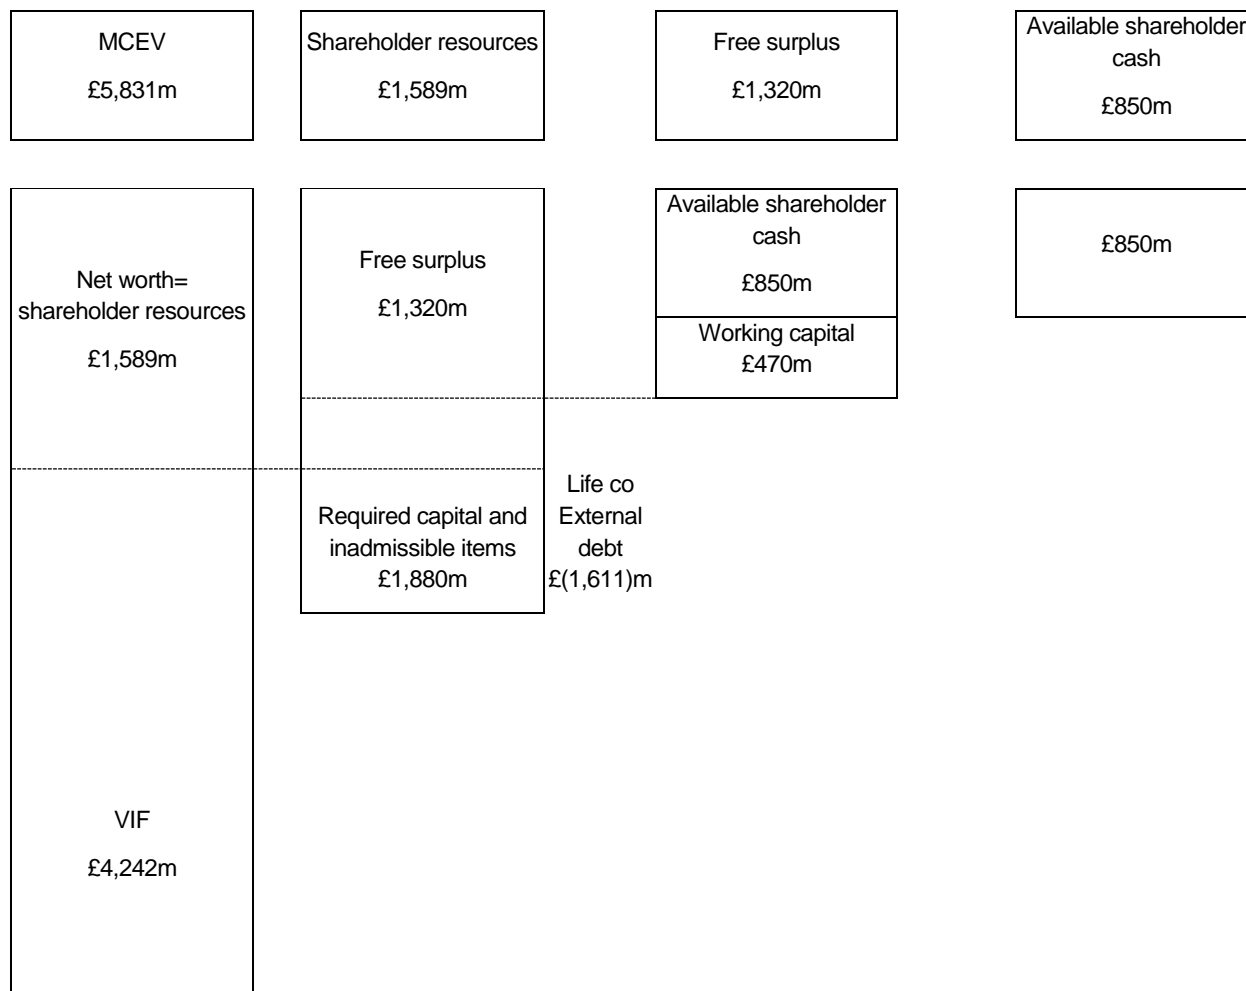 MCEV
£5,831m
Shareholder resources
£1,589m
Free surplus
£1,320m
Available shareholder
cash
£850m
Net worth=
shareholder resources
£1,589m
VIF
£4,242m
Free surplus
£1,320m
Required capital and
inadmissible items
£1,880m
Life co
External
debt
£(1,611)m
Available shareholder
cash
£850m
Working capital
£470m
£850m